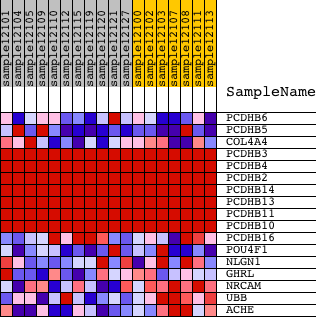 sample12101
sample12104
sample12105
sample12109
sample12110
sample12112
sample12115
sample12119
sample12120
sample12100
sample12102
sample12103
sample12107
sample12108
sample12111
sample12113
SampleName
PCDHB6
PCDHB5
COL4A4
PCDHB3
PCDHB4
PCDHB2
PCDHB14
PCDHB13
PCDHB11
PCDHB10
PCDHB16
POU4F1
NLGN1
GHRL
NRCAM
UBB
ACHE